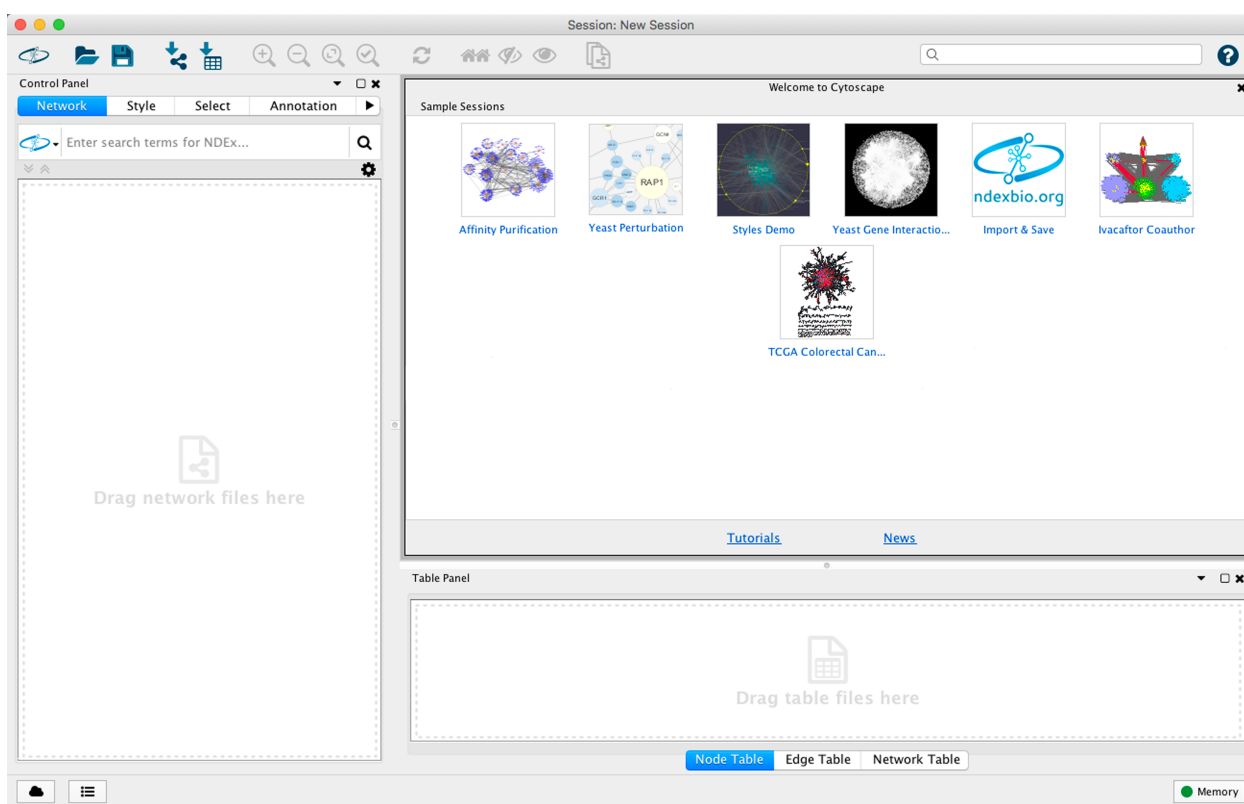 Session: New Session
Control Panel
Network Style Select Annotation
Enter search terms for NDEx...
Drag network files here
Welcome to Cytoscape
Sample Sessions
GCN4
RAP1
GCR1
ndexbio.org
Affinity Purification
Yeast Perturbation
Styles Demo
Yeast Gene Interactio...
Import & Save
Ivacaftor Coauthor
TCGA Colorectal Can...
Tutorials
News
Table Panel
Drag table files here
Node Table Edge Table Network Table
Memory